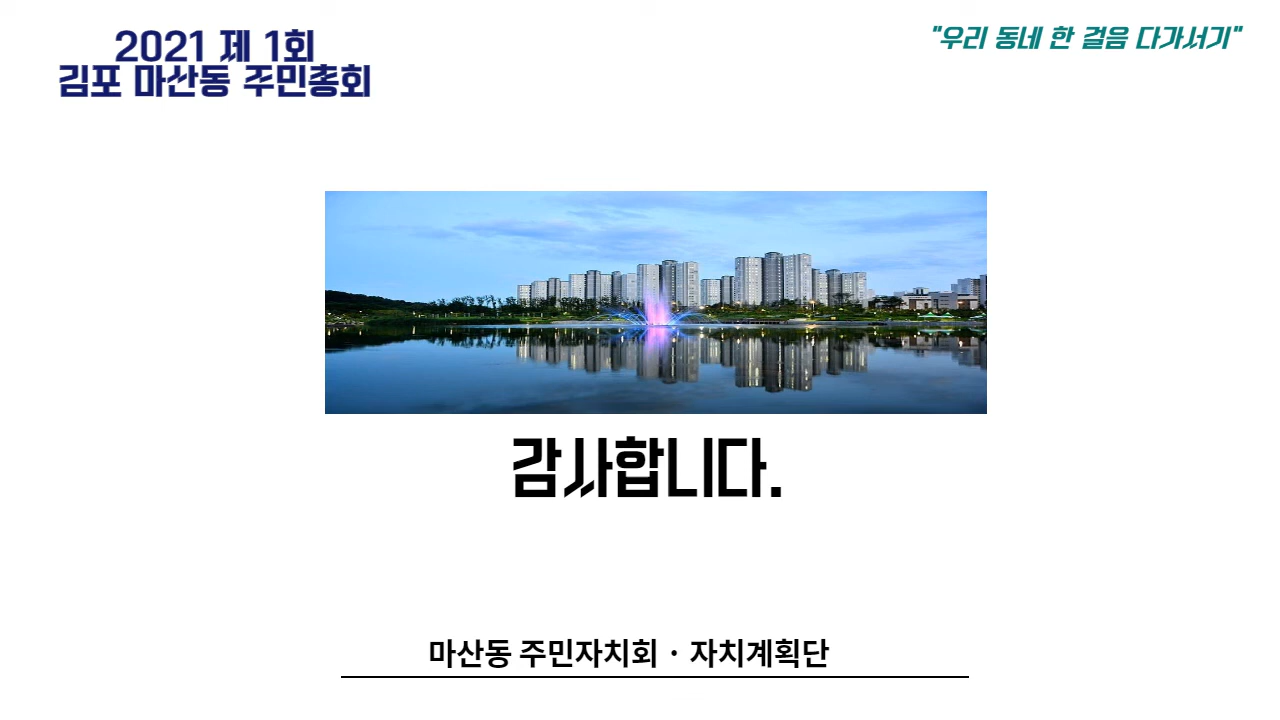 2021 제 1회
김포 마산동 주민총회
"우리 동네 한 걸음 다가서기"
감사합니다.
마산동 주민자치회 · 자치계획단